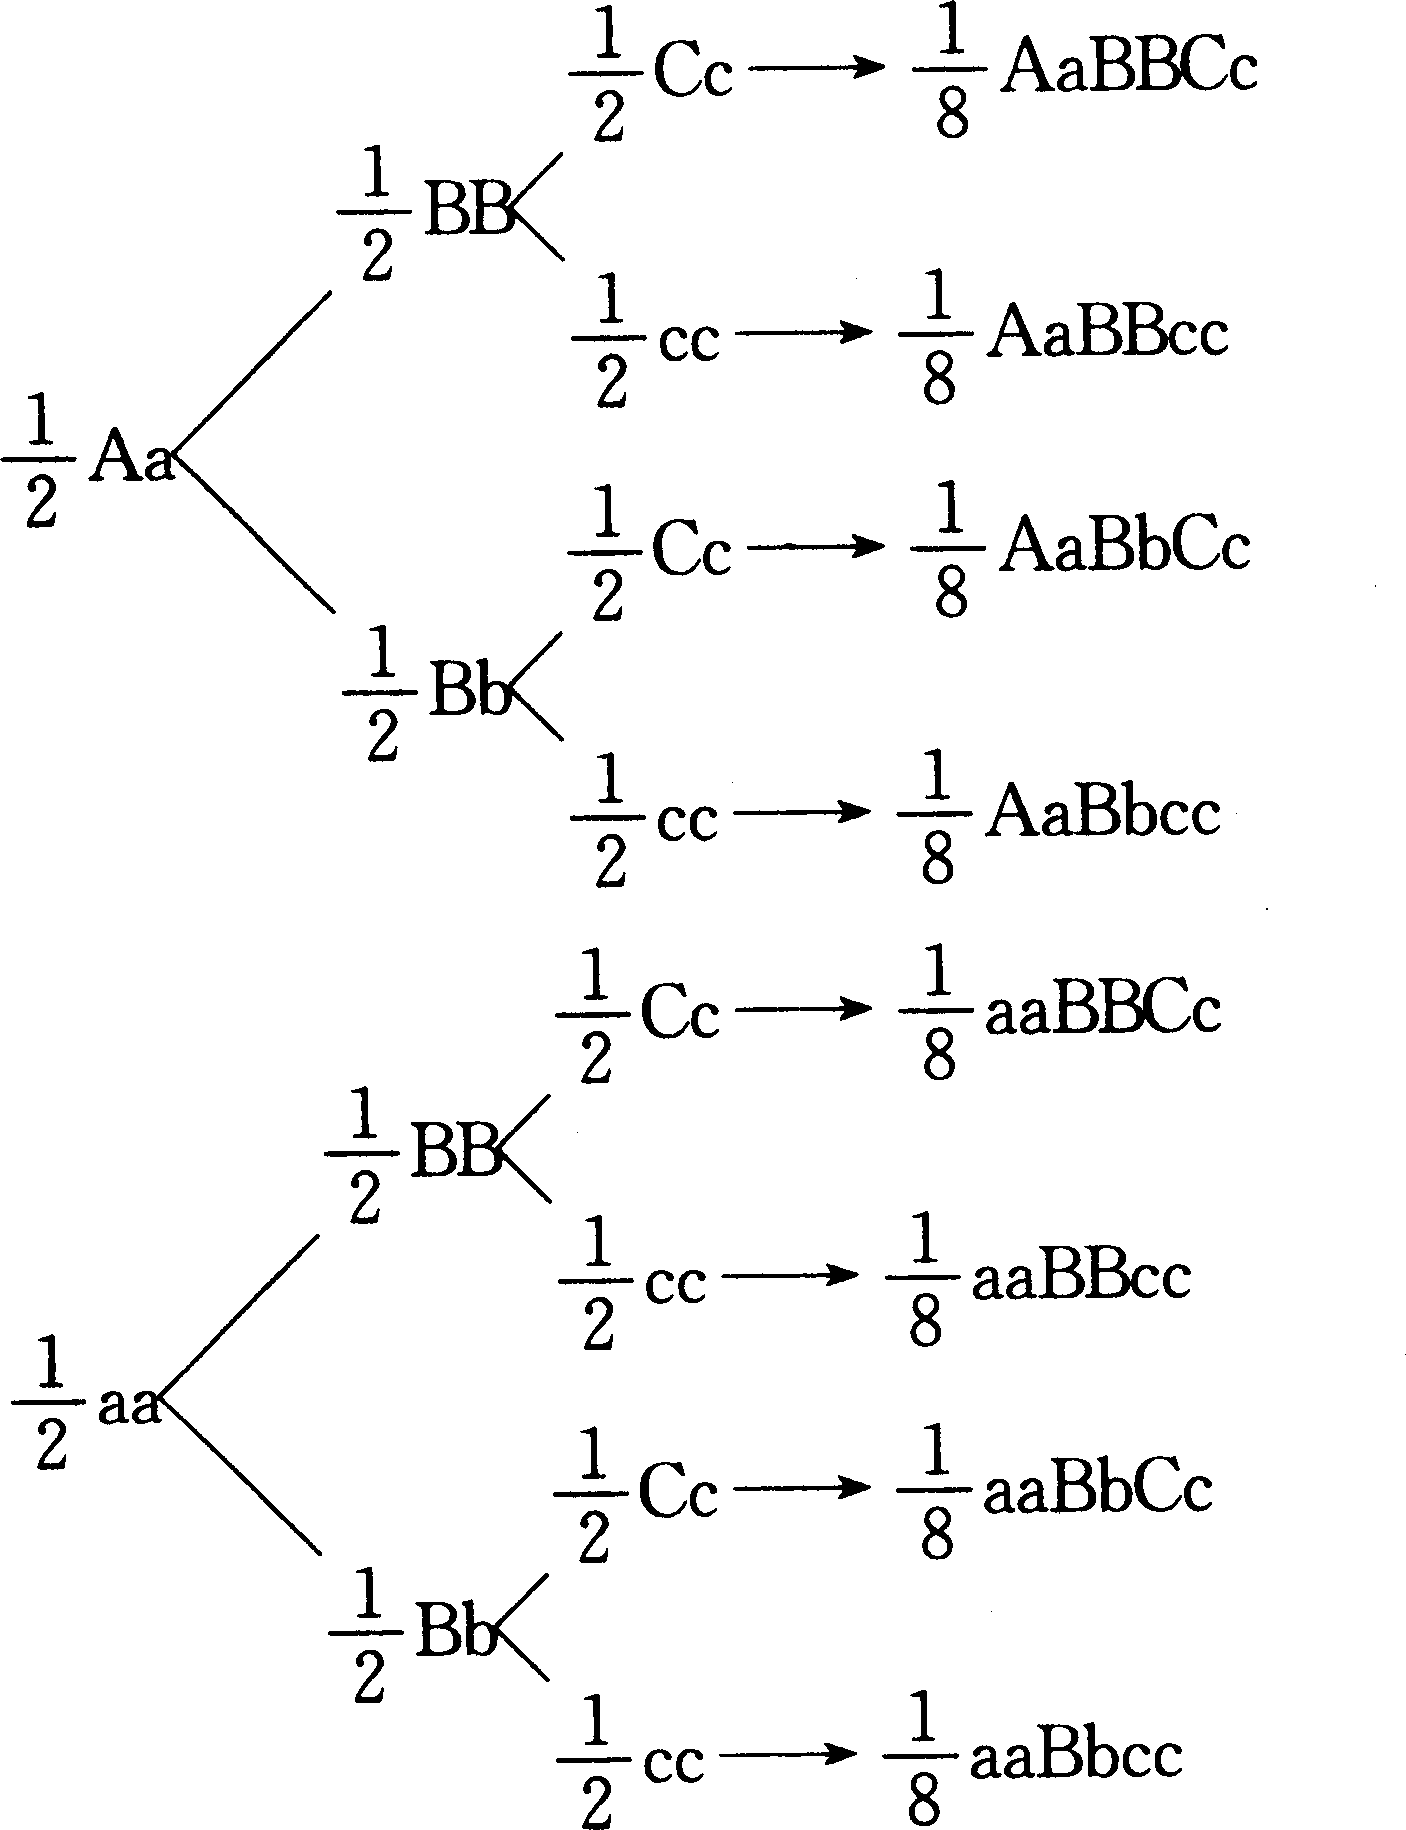 1/2 Cc → 1/8 AaBBCc
1/2 BB
1/2 cc → 1/8 AaBBcc
1/2 Aa
1/2 Cc → 1/8 AaBbCc
1/2 Bb
1/2 cc → 1/8 AaBbcc
1/2 Cc → 1/8 aaBBCc
1/2 BB
1/2 cc → 1/8 aaBBcc
1/2 aa
1/2 Cc → 1/8 aaBbCc
1/2 Bb
1/2 cc → 1/8 aaBbcc